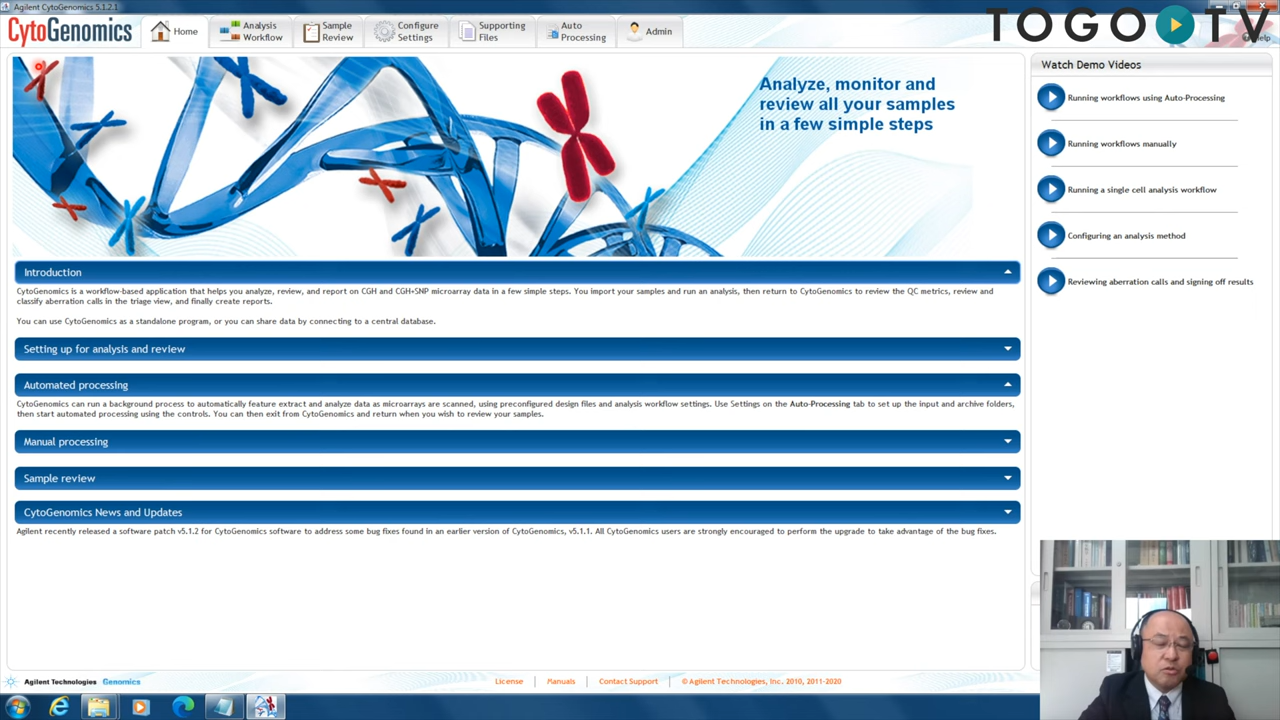 Agilent CytoGenomics 5.1.2.1
CytoGenomics
Home
Analysis
Workflow
Sample
Review
Configure
Settings
Supporting
Files
Auto
Processing
Admin
TOGO TV
Help
Analyze, monitor and
review all your samples
in a few simple steps
Watch Demo Videos
Running workflows using Auto-Processing
Running workflows manually
Running a single cell analysis workflow
Configuring an analysis method
Reviewing aberration calls and signing off results
Introduction
CytoGenomics is a workflow-based application that helps you analyze, review, and report on CGH and CGH+SNP microarray data in a few simple steps. You import your samples and run an analysis, then return to CytoGenomics to review the QC metrics, review and
classify aberration calls in the triage view, and finally create reports.
You can use CytoGenomics as a standalone program, or you can share data by connecting to a central database.
Setting up for analysis and review
Automated processing
CytoGenomics can run a background process to automatically feature extract and analyze data as microarrays are scanned, using preconfigured design files and analysis workflow settings. Use Settings on the Auto-Processing tab to set up the input and archive folders,
then start automated processing using the controls. You can then exit from CytoGenomics and return when you wish to review your samples.
Manual processing
Sample review
CytoGenomics News and Updates
Agilent recently released a software patch v5.1.2 for CytoGenomics software to address some bug fixes found in an earlier version of CytoGenomics, v5.1.1. All CytoGenomics users are strongly encouraged to perform the upgrade to take advantage of the bug fixes.
Agilent Technologies Genomics
License
Manuals
Contact Support
© Agilent Technologies, Inc. 2010, 2011-2020